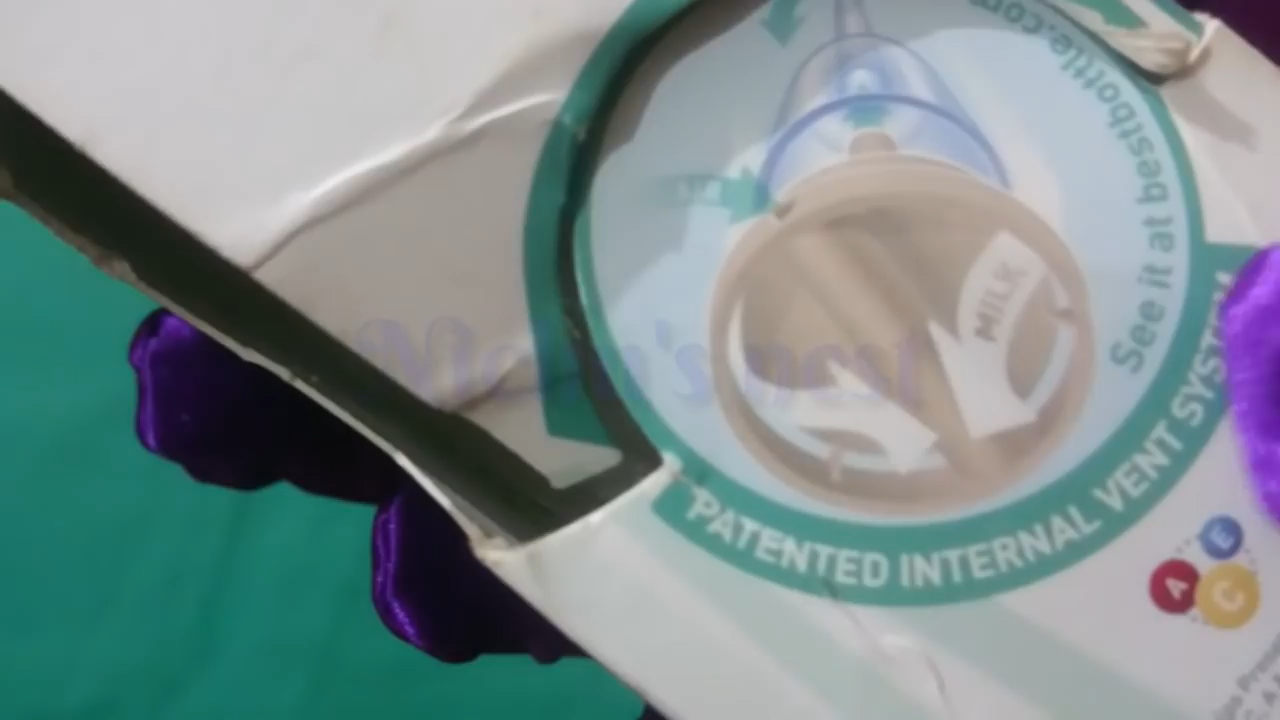 See it at bestbottle.com
MILK
PATENTED INTERNAL VENT SYSTEM
A
E
C